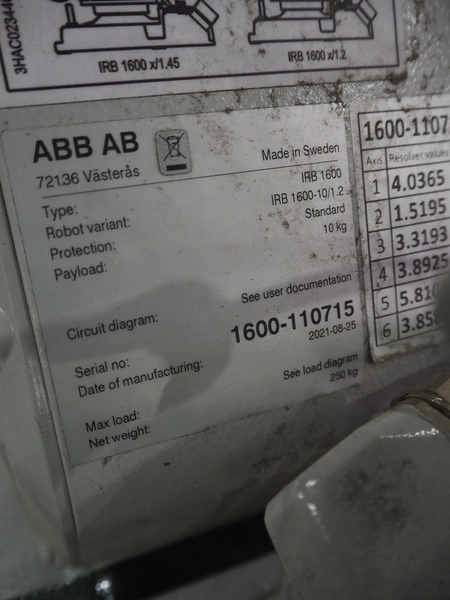 3HAC02344
IRB 1600 x/1.45
IRB 1600 x/1.2
ABB AB
72136 Västerås
Made in Sweden
Type: IRB 1600
Robot variant: IRB 1600-10/1.2
Protection: Standard
Payload: 10 kg
Circuit diagram: See user documentation
Serial no: 1600-110715
Date of manufacturing: 2021-08-25
Max load: See load diagram
Net weight: 250 kg
1600-1107
Axis Resolver values
1 4.0365
2 1.5195
3 3.3193
4 3.8925
5 5.81
6 3.85